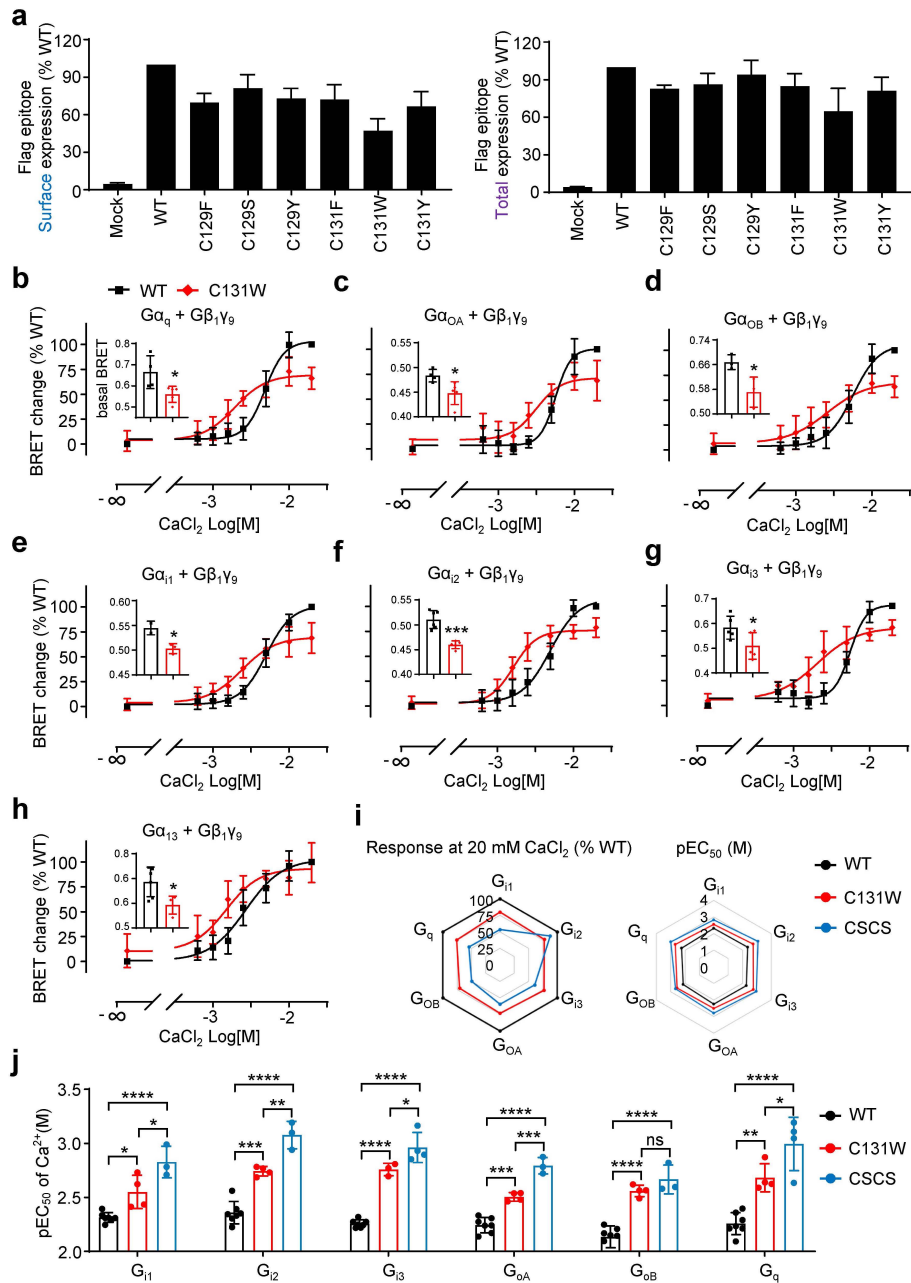 a
Flag epitope
Surface expression (% WT)
120
90
60
30
0
Mock
WT
C129F
C129S
C129Y
C131F
C131W
C131Y
Flag epitope
Total expression (% WT)
120
90
60
30
0
Mock
WT
C129F
C129S
C129Y
C131F
C131W
C131Y
b
WT C131W
Gαq + Gβ1γ9
BRET change (% WT)
100
75
50
25
0
basal BRET
0.8
0.7
0.6
0.5
*
-∞ -3 -2
CaCl2 Log[M]
c
GαOA + Gβ1γ9
0.55
0.50
0.45
0.40
*
-∞ -3 -2
CaCl2 Log[M]
d
GαOB + Gβ1γ9
0.74
0.66
0.58
0.50
*
-∞ -3 -2
CaCl2 Log[M]
e
Gαi1 + Gβ1γ9
BRET change (% WT)
100
75
50
25
0
0.60
0.55
0.50
0.45
*
-∞ -3 -2
CaCl2 Log[M]
f
Gαi2 + Gβ1γ9
0.55
0.50
0.45
0.40
***
-∞ -3 -2
CaCl2 Log[M]
g
Gαi3 + Gβ1γ9
0.7
0.6
0.5
0.4
*
-∞ -3 -2
CaCl2 Log[M]
h
Gα13 + Gβ1γ9
BRET change (% WT)
100
75
50
25
0
0.8
0.7
0.6
0.5
*
-∞ -3 -2
CaCl2 Log[M]
i
Response at 20 mM CaCl2 (% WT)
Gi1
100
75
50
25
0
Gq
Gi2
GOB
Gi3
GOA
pEC50 (M)
Gi1
4
3
2
1
0
Gq
Gi2
GOB
Gi3
GOA
WT
C131W
CSCS
j
pEC50 of Ca2+(M)
3.5
3.0
2.5
2.0
****
* *
****
*** **
****
**** *
****
*** ***
****
**** ns
****
** *
Gi1 Gi2 Gi3 GoA GoB Gq
WT
C131W
CSCS